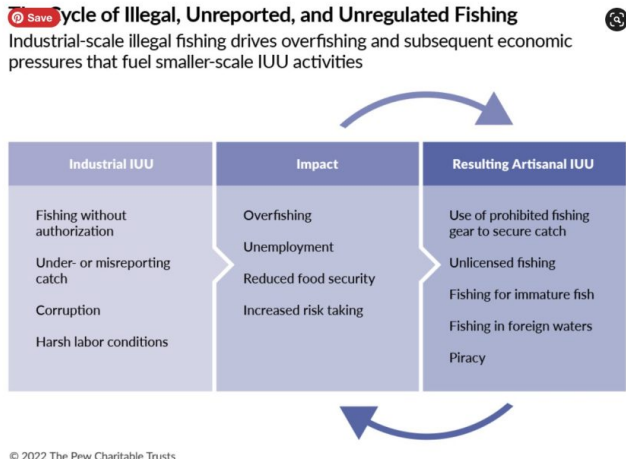 Save
Cycle of Illegal, Unreported, and Unregulated Fishing
Industrial-scale illegal fishing drives overfishing and subsequent economic
pressures that fuel smaller-scale IUU activities
Industrial IUU
Fishing without
authorization
Under- or misreporting
catch
Corruption
Harsh labor conditions
Impact
Overfishing
Unemployment
Reduced food security
Increased risk taking
Resulting Artisanal IUU
Use of prohibited fishing
gear to secure catch
Unlicensed fishing
Fishing for immature fish
Fishing in foreign waters
Piracy
© 2022 The Pew Charitable Trusts